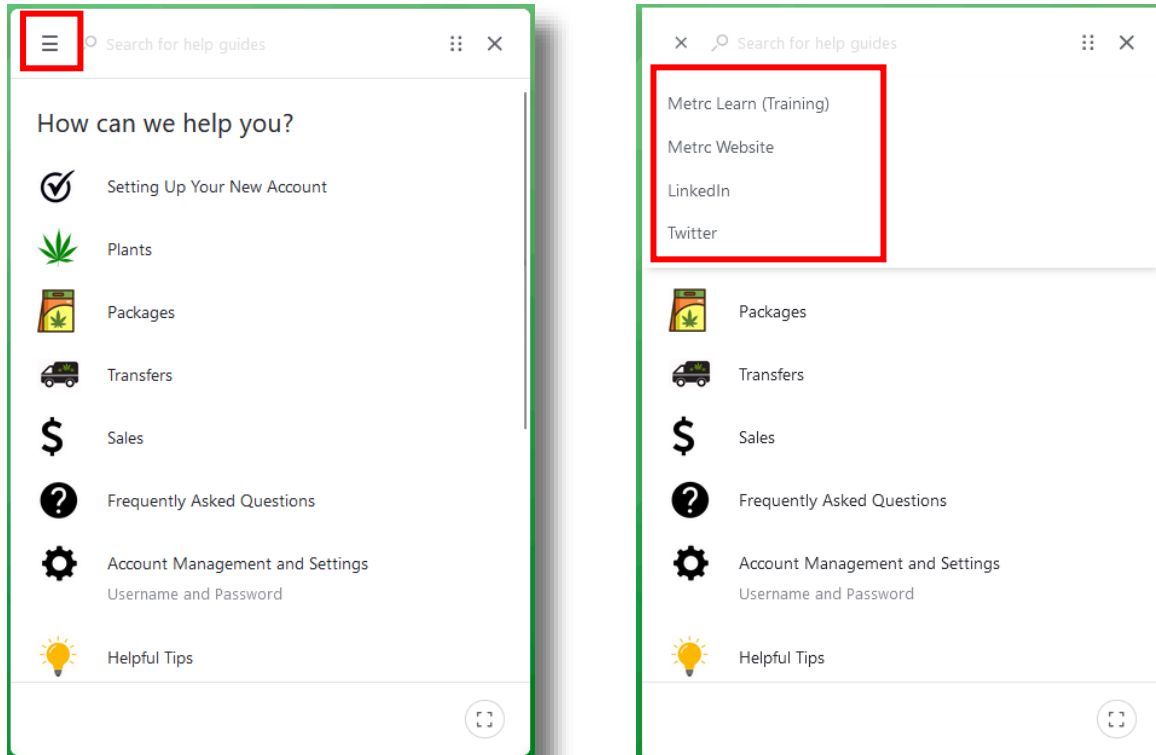 Search for help guides
How can we help you?
Setting Up Your New Account
Plants
Packages
Transfers
Sales
Frequently Asked Questions
Account Management and Settings
Username and Password
Helpful Tips
Search for help guides
Metrc Learn (Training)
Metrc Website
LinkedIn
Twitter
Packages
Transfers
Sales
Frequently Asked Questions
Account Management and Settings
Username and Password
Helpful Tips